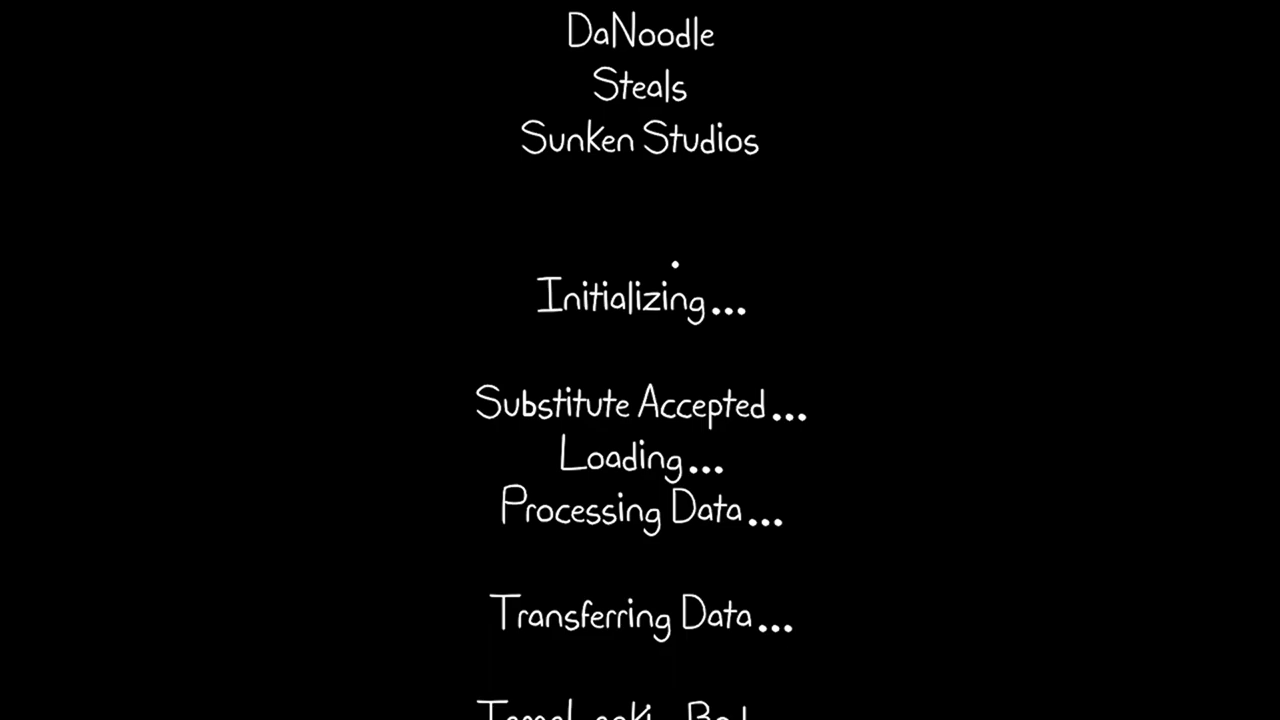 DaNoodle
Steals
Sunken Studios
Initializing...
Substitute Accepted...
Loading...
Processing Data...
Transferring Data...